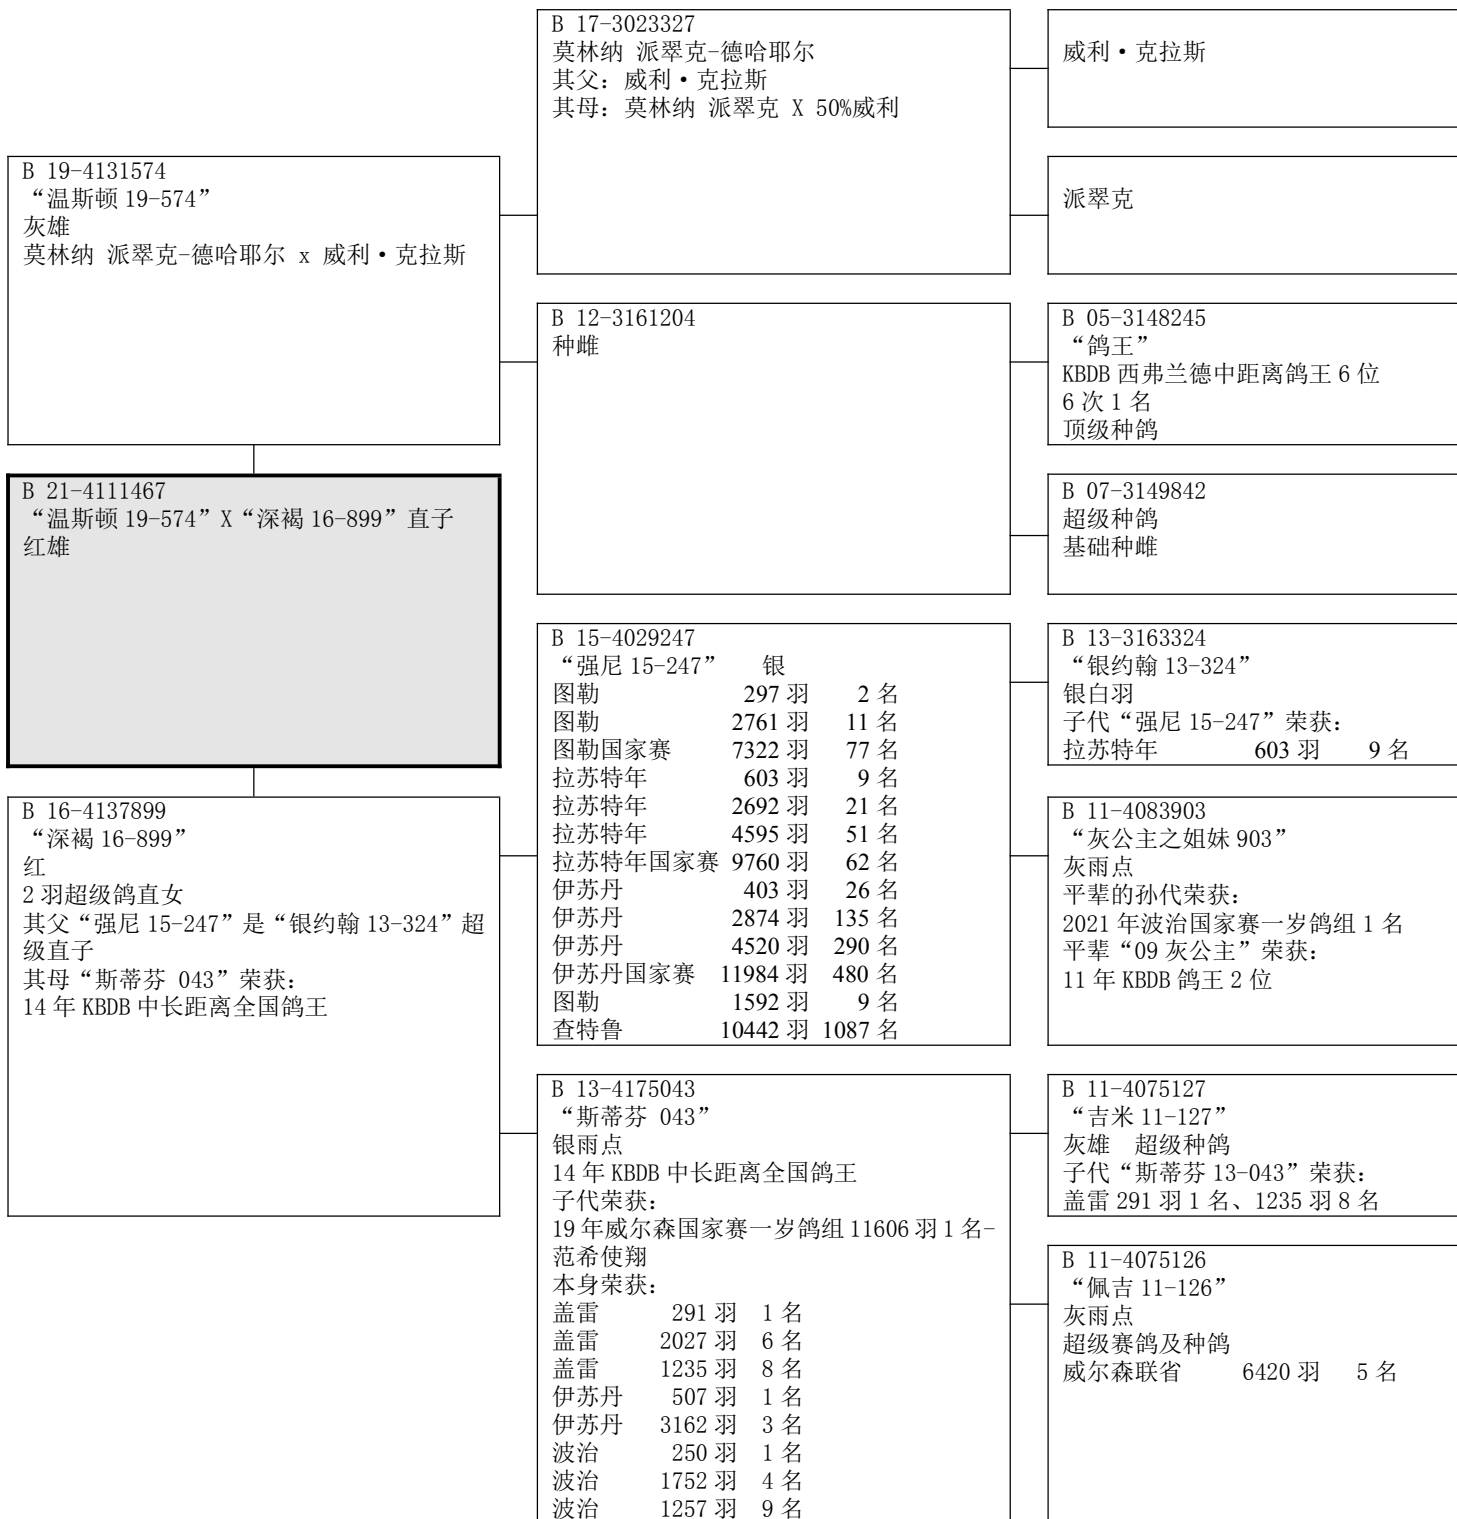 B 17-3023327
莫林纳 派翠克-德哈耶尔
其父：威利·克拉斯
其母：莫林纳 派翠克 X 50%威利
威利·克拉斯
派翠克
B 19-4131574
“温斯顿 19-574”
灰雄
莫林纳 派翠克-德哈耶尔 x 威利·克拉斯
B 12-3161204
种雌
B 05-3148245
“鸽王”
KBDB 西弗兰德中距离鸽王 6 位
6 次 1 名
顶级种鸽
B 07-3149842
超级种鸽
基础种雌
B 21-4111467
“温斯顿 19-574”X“深褐 16-899”直子
红雄
B 15-4029247
“强尼 15-247” 银
图勒 297 羽 2 名
图勒 2761 羽 11 名
图勒国家赛 7322 羽 77 名
拉苏特年 603 羽 9 名
拉苏特年 2692 羽 21 名
拉苏特年 4595 羽 51 名
拉苏特年国家赛 9760 羽 62 名
伊苏丹 403 羽 26 名
伊苏丹 2874 羽 135 名
伊苏丹 4520 羽 290 名
伊苏丹国家赛 11984 羽 480 名
图勒 1592 羽 9 名
查特鲁 10442 羽 1087 名
B 13-3163324
“银约翰 13-324”
银白羽
子代“强尼 15-247”荣获：
拉苏特年 603 羽 9 名
B 11-4083903
“灰公主之姐妹 903”
灰雨点
平辈的孙代荣获：
2021 年波治国家赛一岁鸽组 1 名
平辈“09 灰公主”荣获：
11 年 KBDB 鸽王 2 位
B 16-4137899
“深褐 16-899”
红
2 羽超级鸽直女
其父“强尼 15-247”是“银约翰 13-324”超
级直子
其母“斯蒂芬 043”荣获：
14 年 KBDB 中长距离全国鸽王
B 13-4175043
“斯蒂芬 043”
银雨点
14 年 KBDB 中长距离全国鸽王
子代荣获：
19 年威尔森国家赛一岁鸽组 11606 羽 1 名-
范希使翔
本身荣获：
盖雷 291 羽 1 名
盖雷 2027 羽 6 名
盖雷 1235 羽 8 名
伊苏丹 507 羽 1 名
伊苏丹 3162 羽 3 名
波治 250 羽 1 名
波治 1752 羽 4 名
波治 1257 羽 9 名
B 11-4075127
“吉米 11-127”
灰雄 超级种鸽
子代“斯蒂芬 13-043”荣获：
盖雷 291 羽 1 名、1235 羽 8 名
B 11-4075126
“佩吉 11-126”
灰雨点
超级赛鸽及种鸽
威尔森联省 6420 羽 5 名